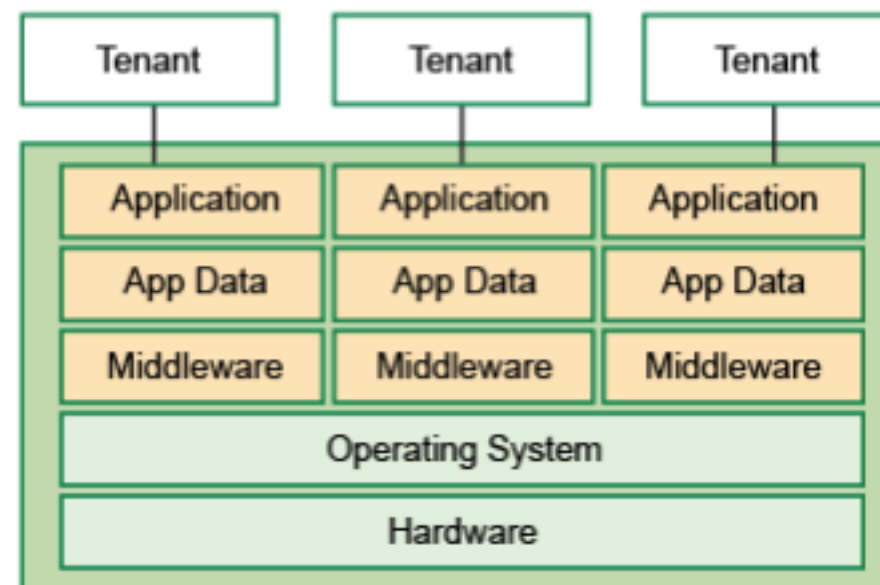 Tenant Tenant Tenant
Application Application Application
App Data App Data App Data
Middleware Middleware Middleware
Operating System
Hardware